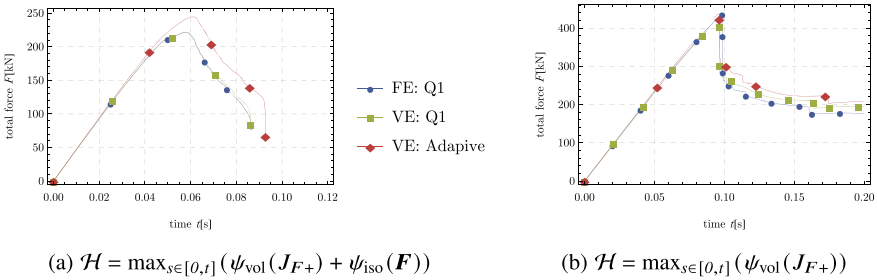 250
200
150
100
50
0
total force F[kN]
0.00 0.02 0.04 0.06 0.08 0.10 0.12
time t[s]
FE: Q1
VE: Q1
VE: Adapive
400
300
200
100
0
total force F[kN]
0.00 0.05 0.10 0.15 0.20
time t[s]
(a) ℋ = max_{s∈[0,t]}(ψ_vol(J_{F+}) + ψ_iso(F))
(b) ℋ = max_{s∈[0,t]}(ψ_vol(J_{F+}))